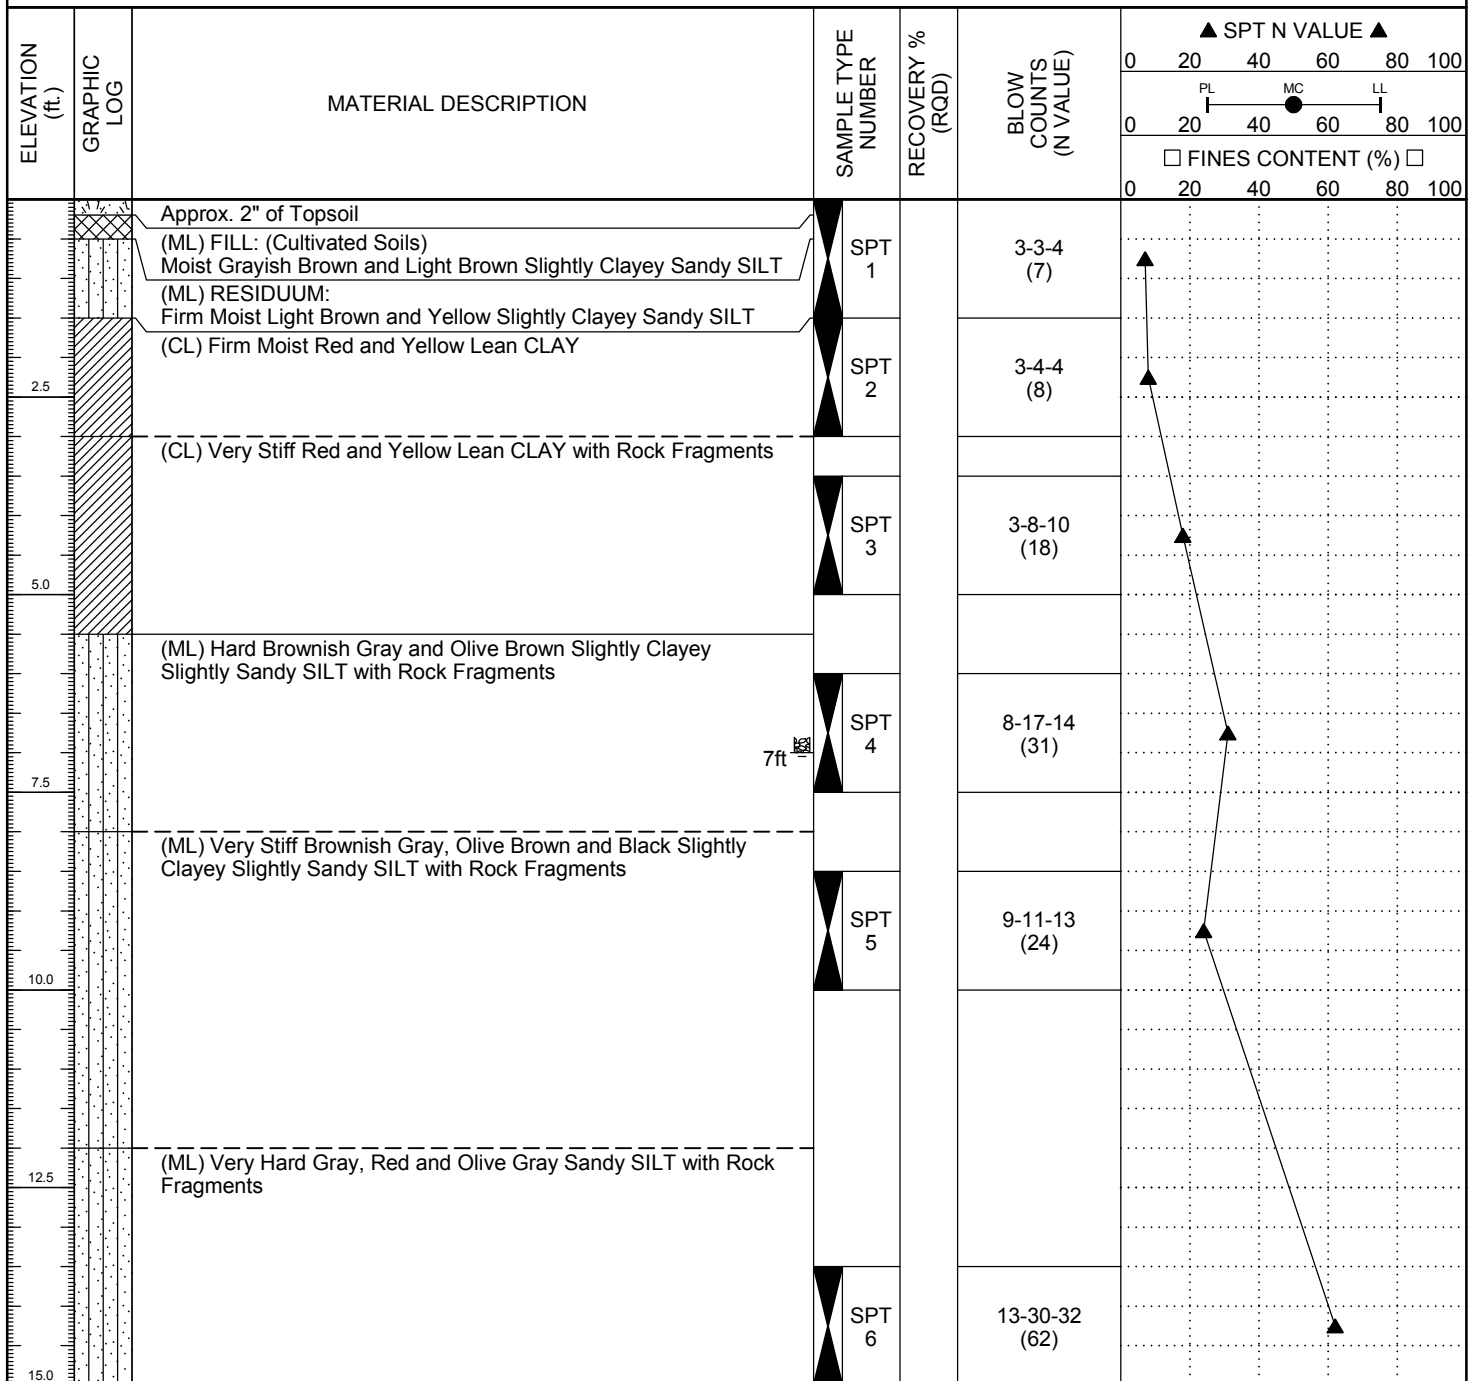 ELEVATION
(ft.)
GRAPHIC
LOG
MATERIAL DESCRIPTION
SAMPLE TYPE
NUMBER
RECOVERY %
(RQD)
BLOW
COUNTS
(N VALUE)
▲ SPT N VALUE ▲
0 20 40 60 80 100
PL MC LL
0 20 40 60 80 100
□ FINES CONTENT (%) □
0 20 40 60 80 100
Approx. 2" of Topsoil
(ML) FILL: (Cultivated Soils)
Moist Grayish Brown and Light Brown Slightly Clayey Sandy SILT
SPT
1
3-3-4
(7)
(ML) RESIDUUM:
Firm Moist Light Brown and Yellow Slightly Clayey Sandy SILT
(CL) Firm Moist Red and Yellow Lean CLAY
SPT
2
3-4-4
(8)
2.5
(CL) Very Stiff Red and Yellow Lean CLAY with Rock Fragments
SPT
3
3-8-10
(18)
5.0
(ML) Hard Brownish Gray and Olive Brown Slightly Clayey
Slightly Sandy SILT with Rock Fragments
SPT
4
8-17-14
(31)
7ft
7.5
(ML) Very Stiff Brownish Gray, Olive Brown and Black Slightly
Clayey Slightly Sandy SILT with Rock Fragments
SPT
5
9-11-13
(24)
10.0
(ML) Very Hard Gray, Red and Olive Gray Sandy SILT with Rock
Fragments
12.5
SPT
6
13-30-32
(62)
15.0